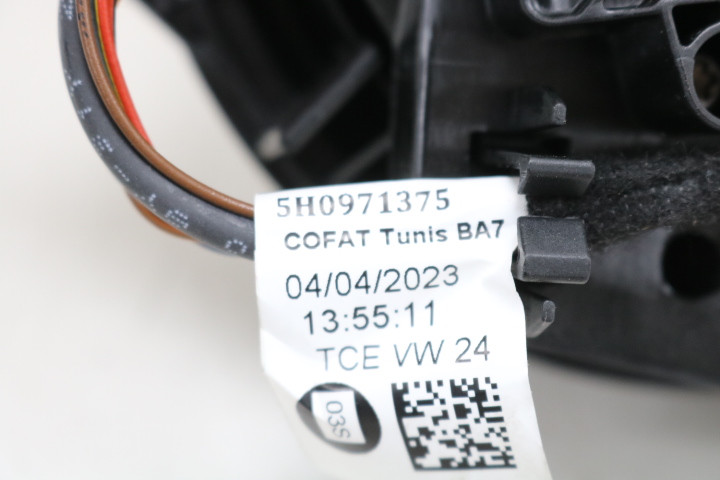 5H0971375
COFAT Tunis BA7
04/04/2023
13:55:11
TCE VW 24
03S